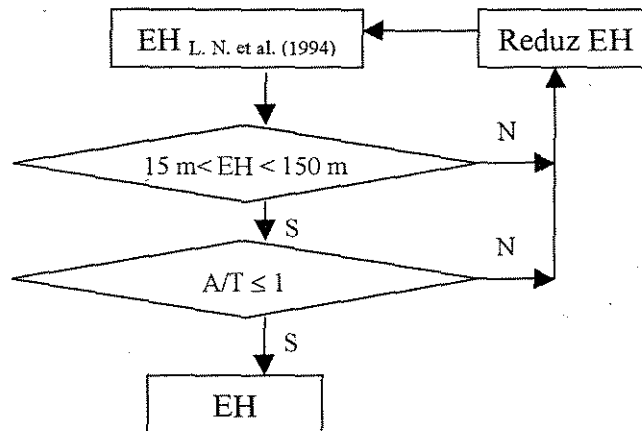 EH L. N. et al. (1994)
Reduz EH
N
15 m< EH < 150 m
S
N
A/T ≤ 1
S
EH